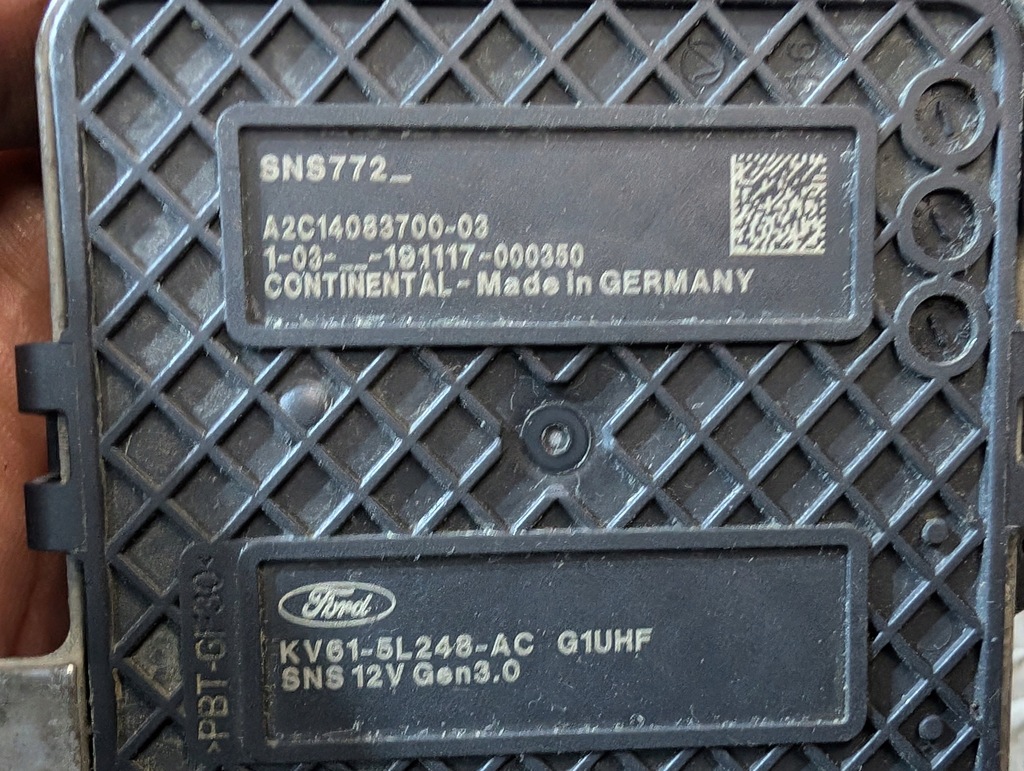 SNS772_
A2C14083700-03
1-03-__-191117-000350
CONTINENTAL - Made in GERMANY
Ford
KV61-5L248-AC G1UHF
SNS 12V Gen3.0
>PBT-GF30<